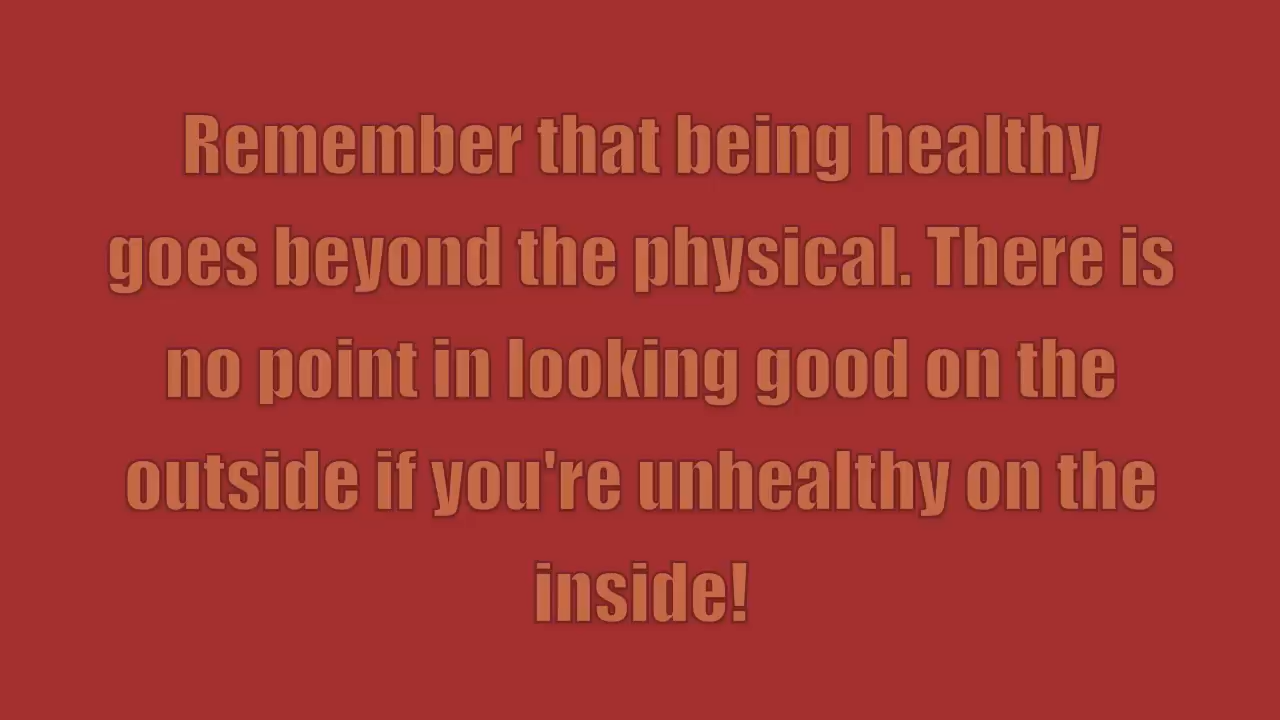 Remember that being healthy
goes beyond the physical. There is
no point in looking good on the
outside if you're unhealthy on the
inside!